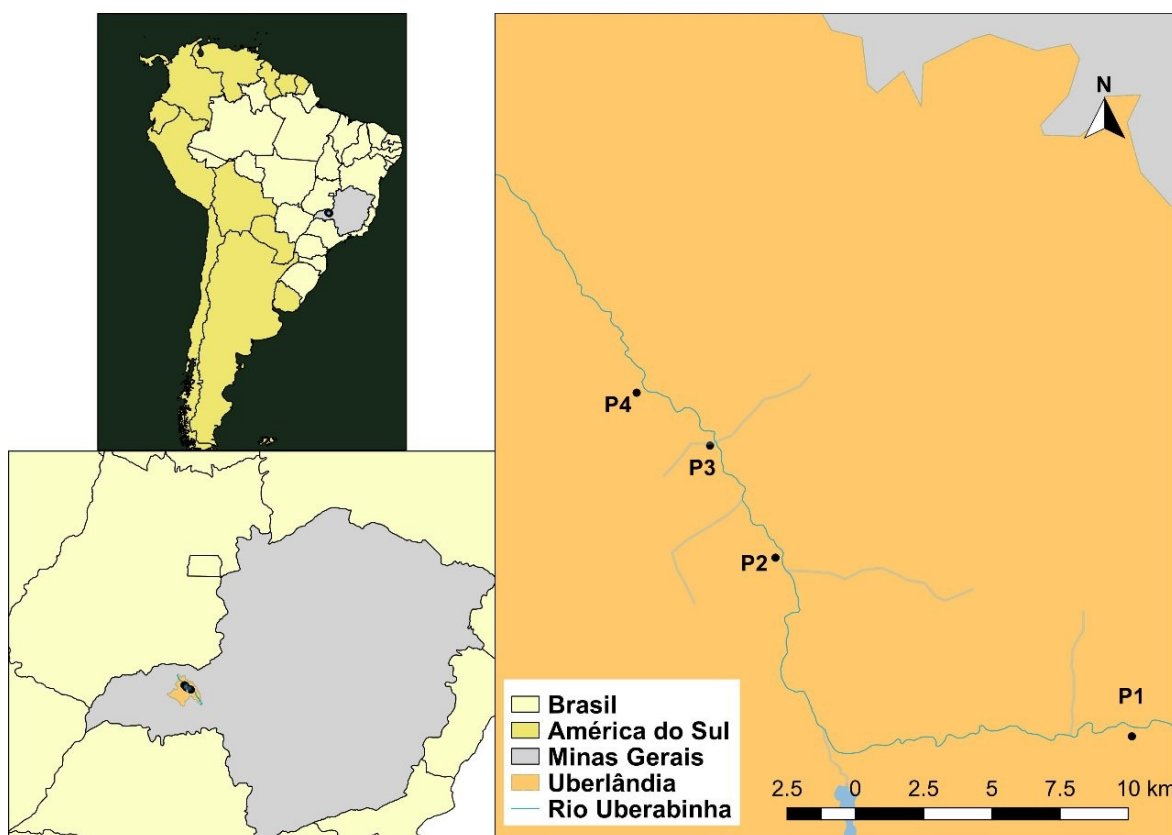 N
P4
P3
P2
P1
Brasil
América do Sul
Minas Gerais
Uberlândia
Rio Uberabinha
2.5 0 2.5 5 7.5 10 km